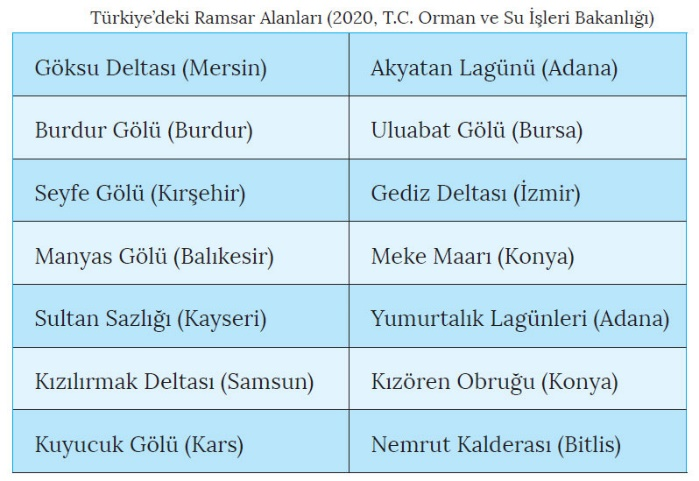 Türkiye’deki Ramsar Alanları (2020, T.C. Orman ve Su İşleri Bakanlığı)
Göksu Deltası (Mersin) Akyatan Lagünü (Adana)
Burdur Gölü (Burdur) Uluabat Gölü (Bursa)
Seyfe Gölü (Kırşehir) Gediz Deltası (İzmir)
Manyas Gölü (Balıkesir) Meke Maarı (Konya)
Sultan Sazlığı (Kayseri) Yumurtalık Lagünleri (Adana)
Kızılırmak Deltası (Samsun) Kızören Obruğu (Konya)
Kuyucuk Gölü (Kars) Nemrut Kalderası (Bitlis)